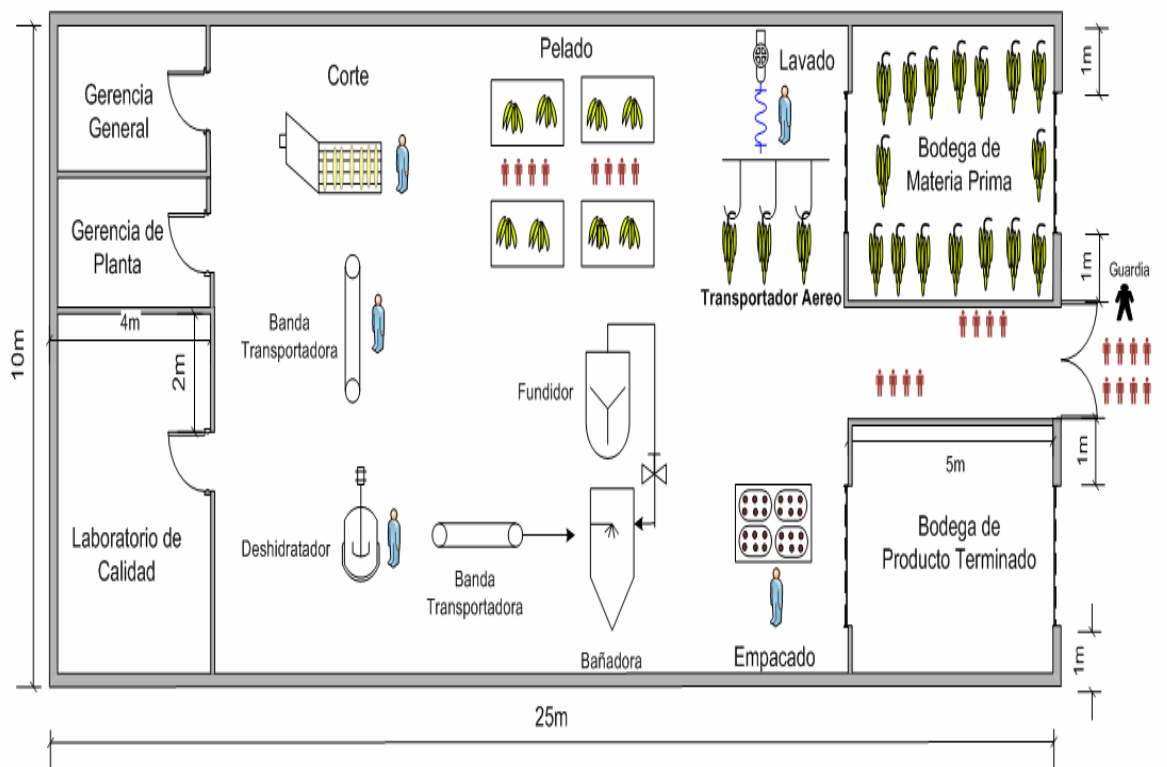 Pelado
Lavado
Corte
Gerencia
General
Bodega de
Materia Prima
1m
Gerencia de
Planta
Transportador Aereo
1m
Guardia
4m
10m
2m
Banda
Transportadora
Fundidor
5m
1m
Laboratorio de
Calidad
Deshidratador
Banda
Transportadora
Bodega de
Producto Terminado
Bañadora
Empacado
1m
25m